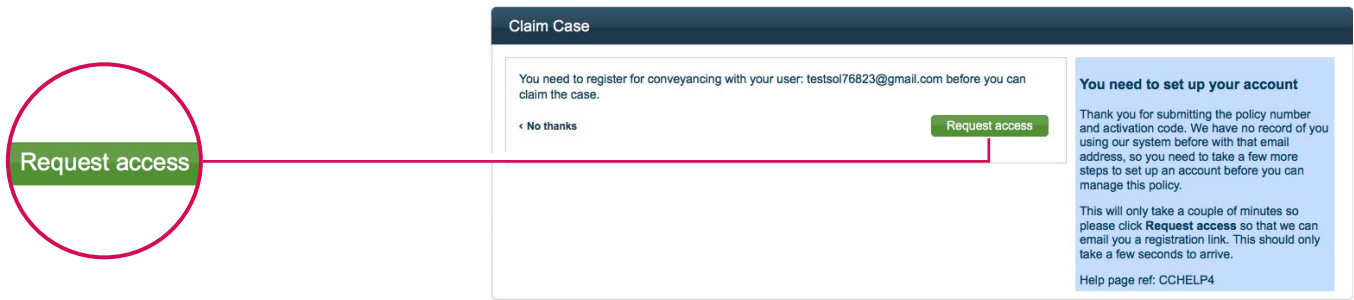 Claim Case
Request access
You need to register for conveyancing with your user: testsol76823@gmail.com before you can
claim the case.
‹ No thanks
Request access
You need to set up your account
Thank you for submitting the policy number
and activation code. We have no record of you
using our system before with that email
address, so you need to take a few more
steps to set up an account before you can
manage this policy.
This will only take a couple of minutes so
please click Request access so that we can
email you a registration link. This should only
take a few seconds to arrive.
Help page ref: CCHELP4